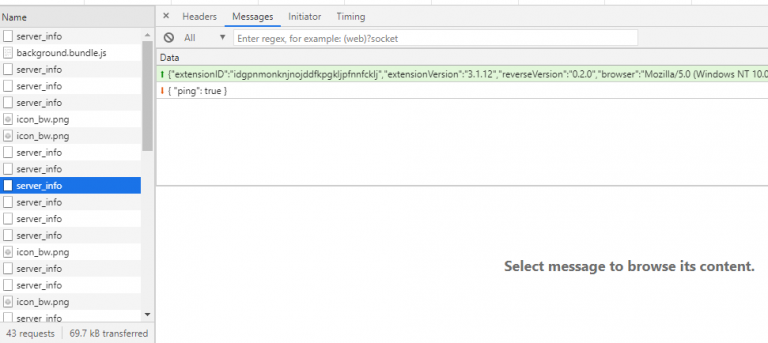 Name
server_info
background.bundle.js
server_info
server_info
server_info
icon_bw.png
icon_bw.png
server_info
server_info
server_info
server_info
server_info
server_info
icon_bw.png
server_info
server_info
icon_bw.png
server_info
43 requests 69.7 kB transferred
Headers Messages Initiator Timing
All Enter regex, for example: (web)?socket
Data
{"extensionID":"idgpnmonknjnojddfkpgkljpfnnfcklj","extensionVersion":"3.1.12","reverseVersion":"0.2.0","browser":"Mozilla/5.0 (Windows NT 10.0
{ "ping": true }
Select message to browse its content.